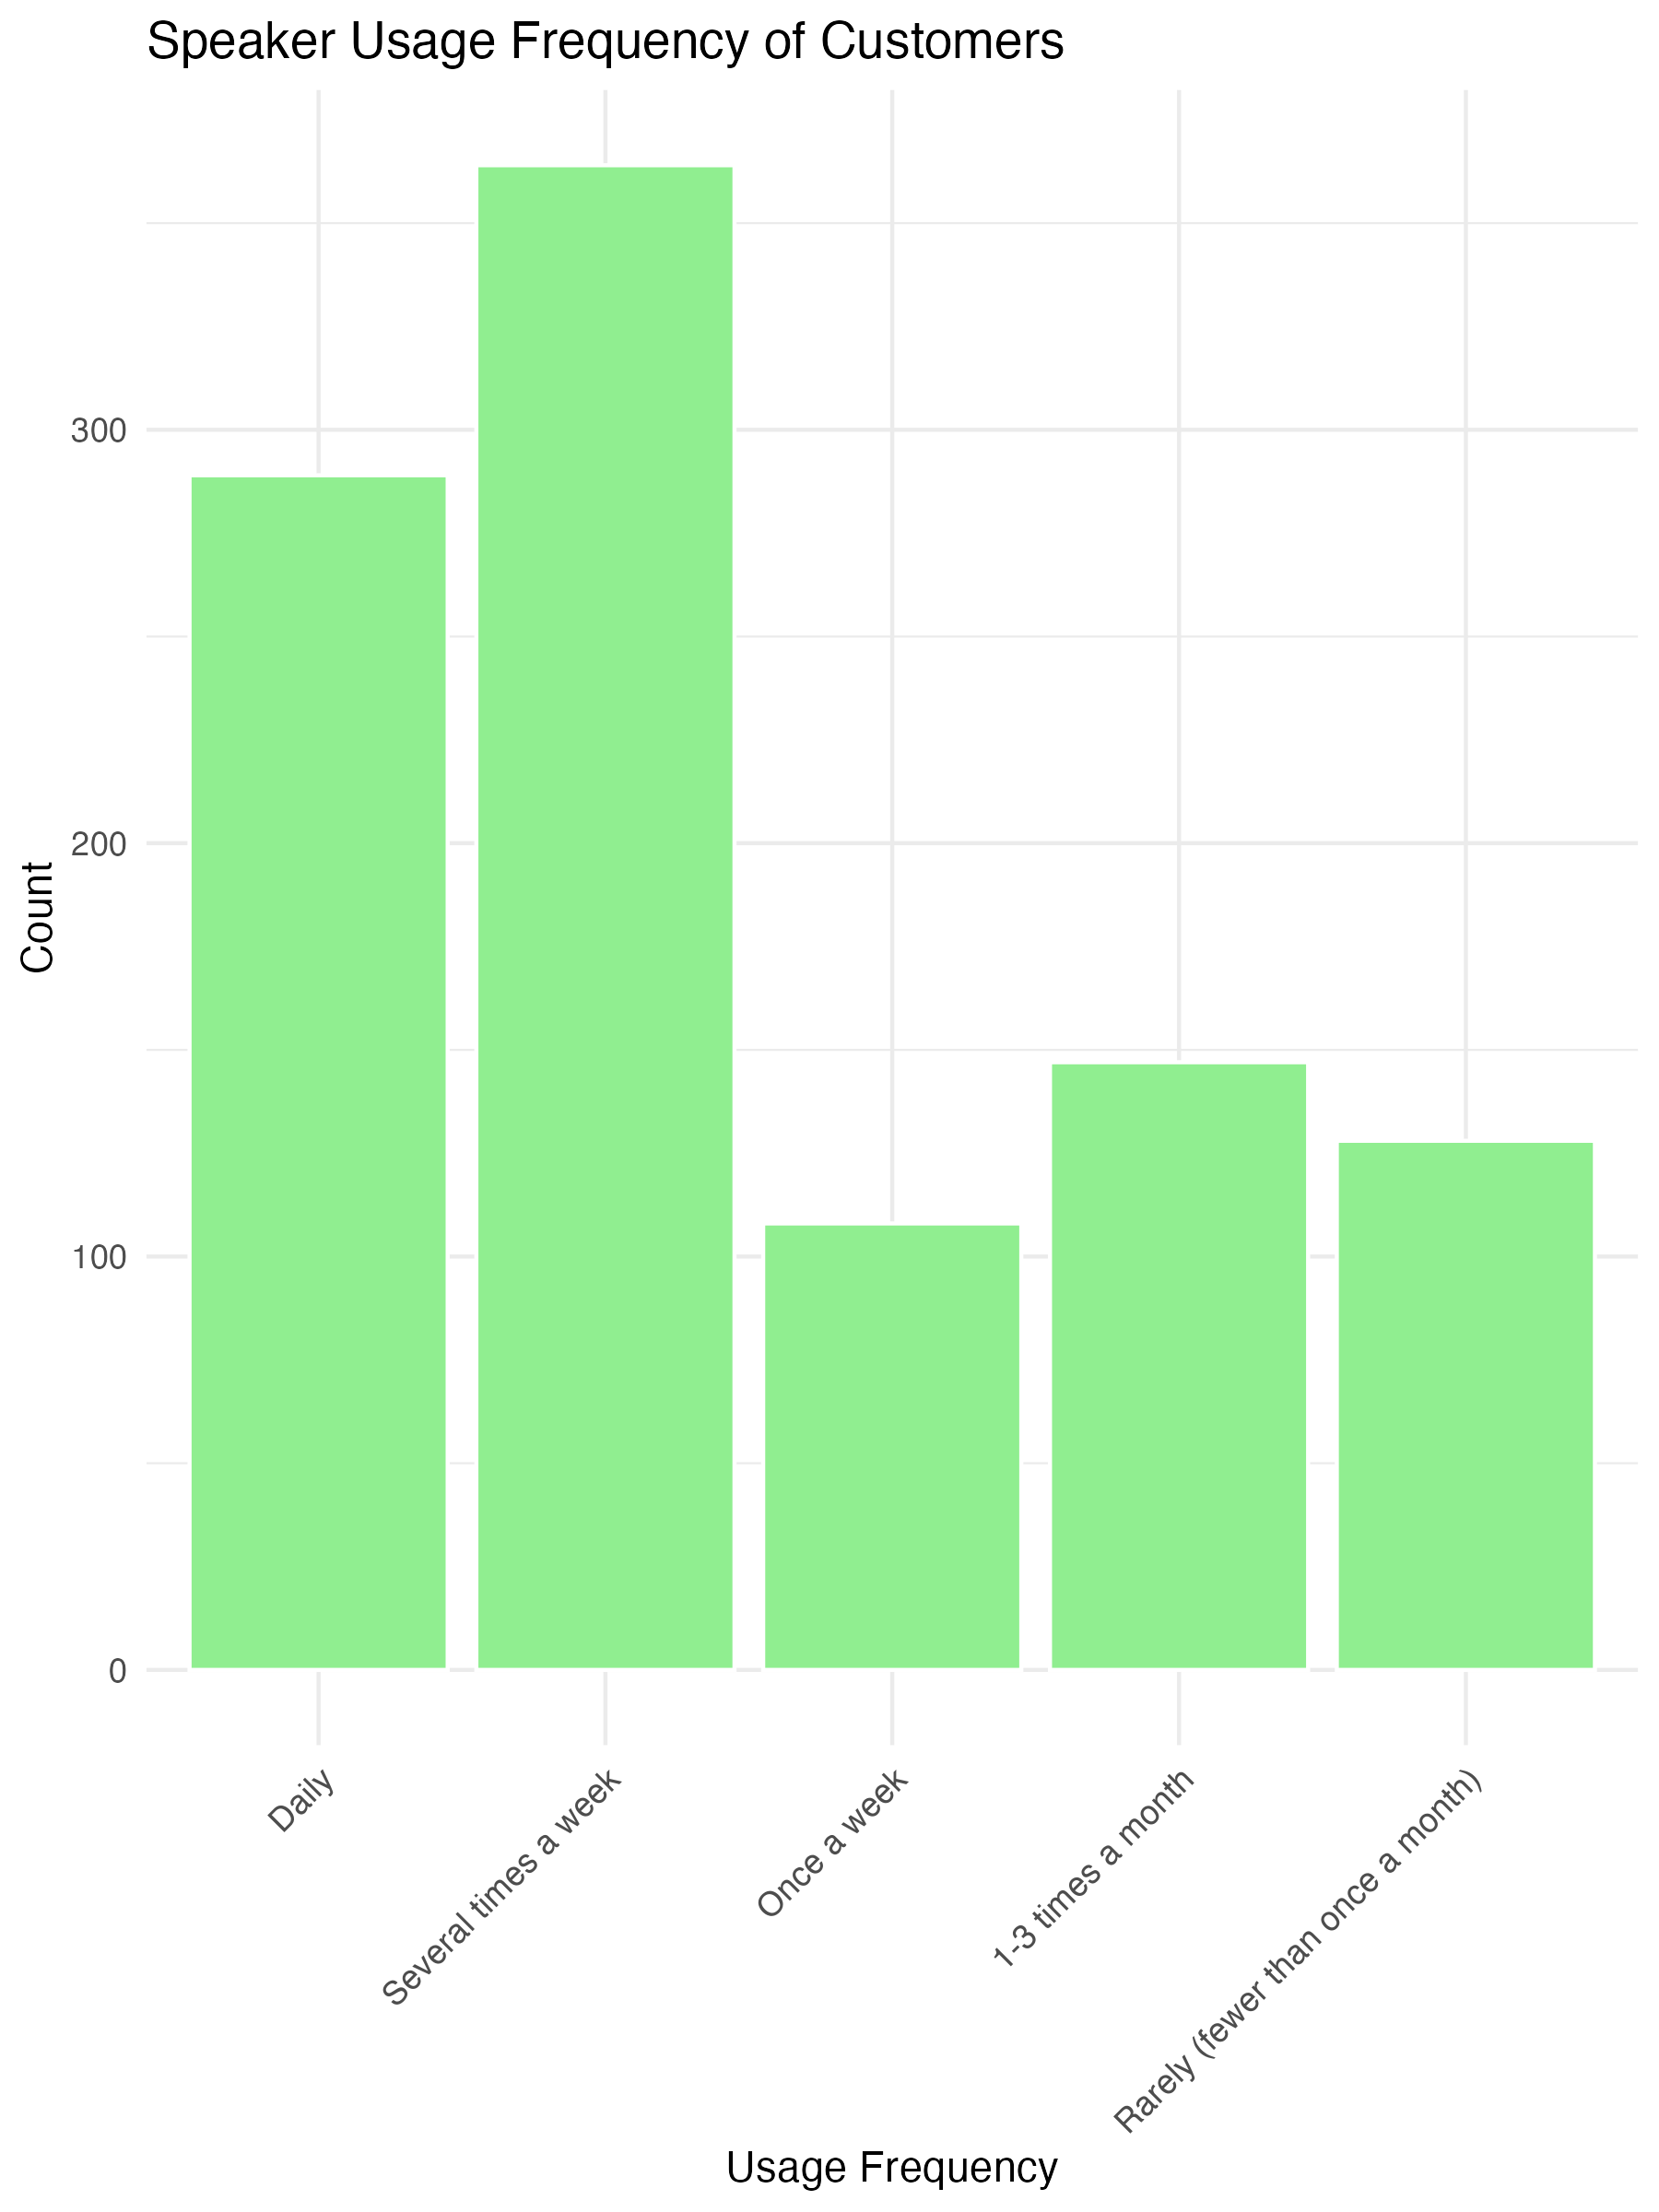 Speaker Usage Frequency of Customers
Count
300
200
100
0
Daily
Several times a week
Once a week
1-3 times a month
Rarely (fewer than once a month)
Usage Frequency